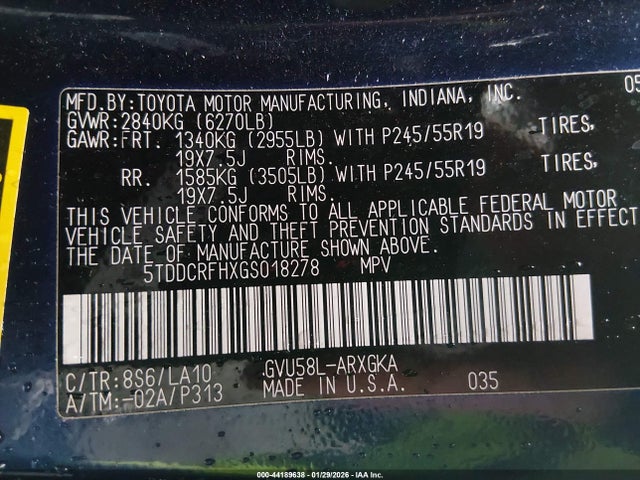 05
MFD.BY:TOYOTA MOTOR MANUFACTURING, INDIANA, INC.
GVWR:2840KG (6270LB)
GAWR:FRT. 1340KG (2955LB) WITH P245/55R19 TIRES,
19X7.5J RIMS.
RR. 1585KG (3505LB) WITH P245/55R19 TIRES,
19X7.5J RIMS.
THIS VEHICLE CONFORMS TO ALL APPLICABLE FEDERAL MOTOR
VEHICLE SAFETY AND THEFT PREVENTION STANDARDS IN EFFECT
THE DATE OF MANUFACTURE SHOWN ABOVE.
5TDDCRFHXGS018278 MPV
C/TR:8S6/LA10 GVU58L-ARXGKA
A/TM:-02A/P313 MADE IN U.S.A. 035
000-44189638 - 01/29/2026 - IAA Inc.